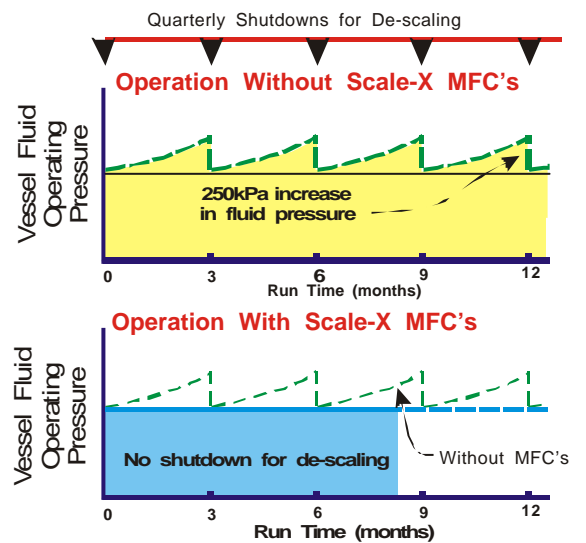 Quarterly Shutdowns for De-scaling
Operation Without Scale-X MFC's
Vessel Fluid
Operating
Pressure
250kPa increase
in fluid pressure
0 3 6 9 12
Run Time (months)
Operation With Scale-X MFC's
Vessel Fluid
Operating
Pressure
No shutdown for de-scaling
Without MFC's
0 3 6 9 12
Run Time (months)